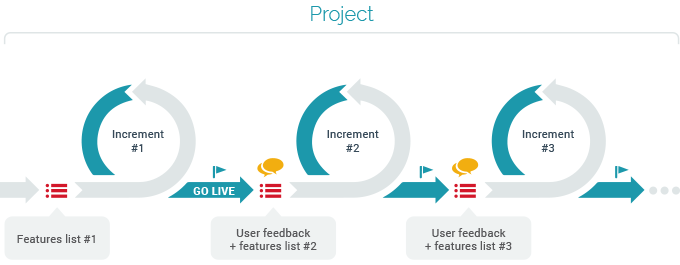 Project
Increment
#1
Increment
#2
Increment
#3
GO LIVE
Features list #1
User feedback
+ features list #2
User feedback
+ features list #3